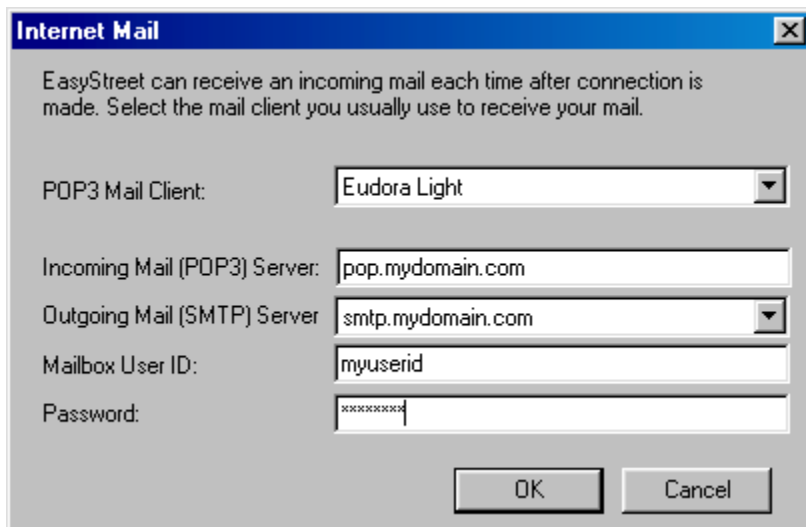 Internet Mail
EasyStreet can receive an incoming mail each time after connection is
made. Select the mail client you usually use to receive your mail.
POP3 Mail Client:
Eudora Light
Incoming Mail (POP3) Server:
pop.mydomain.com
Outgoing Mail (SMTP) Server
smtp.mydomain.com
Mailbox User ID:
myuserid
Password:
********
OK
Cancel